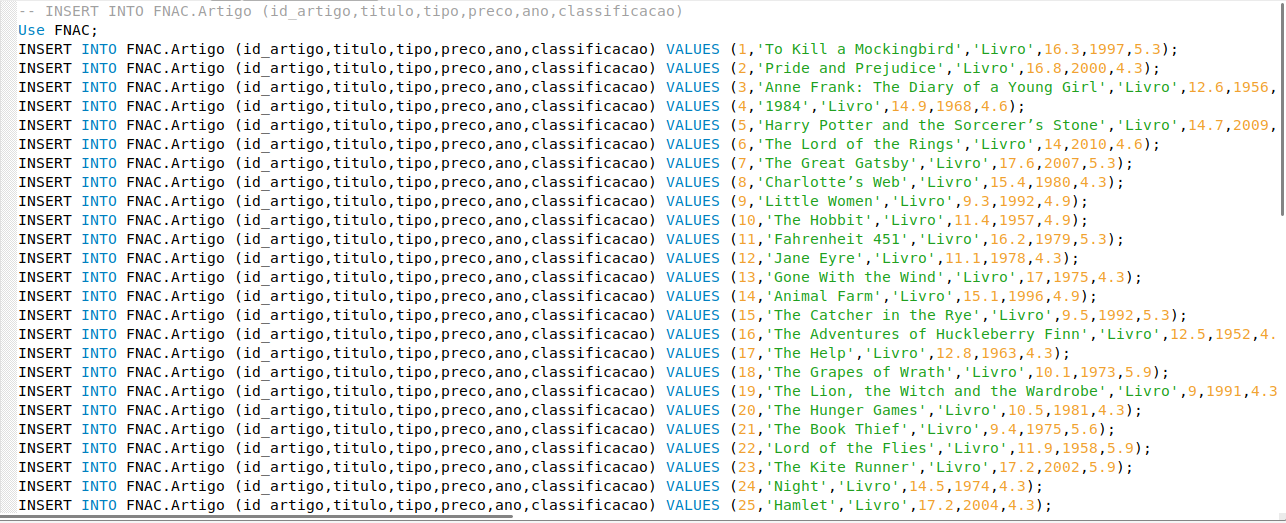 -- INSERT INTO FNAC.Artigo (id_artigo,titulo,tipo,preco,ano,classificacao)
Use FNAC;
INSERT INTO FNAC.Artigo (id_artigo,titulo,tipo,preco,ano,classificacao) VALUES (1,'To Kill a Mockingbird','Livro',16.3,1997,5.3);
INSERT INTO FNAC.Artigo (id_artigo,titulo,tipo,preco,ano,classificacao) VALUES (2,'Pride and Prejudice','Livro',16.8,2000,4.3);
INSERT INTO FNAC.Artigo (id_artigo,titulo,tipo,preco,ano,classificacao) VALUES (3,'Anne Frank: The Diary of a Young Girl','Livro',12.6,1956,
INSERT INTO FNAC.Artigo (id_artigo,titulo,tipo,preco,ano,classificacao) VALUES (4,'1984','Livro',14.9,1968,4.6);
INSERT INTO FNAC.Artigo (id_artigo,titulo,tipo,preco,ano,classificacao) VALUES (5,'Harry Potter and the Sorcerer’s Stone','Livro',14.7,2009,
INSERT INTO FNAC.Artigo (id_artigo,titulo,tipo,preco,ano,classificacao) VALUES (6,'The Lord of the Rings','Livro',14,2010,4.6);
INSERT INTO FNAC.Artigo (id_artigo,titulo,tipo,preco,ano,classificacao) VALUES (7,'The Great Gatsby','Livro',17.6,2007,5.3);
INSERT INTO FNAC.Artigo (id_artigo,titulo,tipo,preco,ano,classificacao) VALUES (8,'Charlotte’s Web','Livro',15.4,1980,4.3);
INSERT INTO FNAC.Artigo (id_artigo,titulo,tipo,preco,ano,classificacao) VALUES (9,'Little Women','Livro',9.3,1992,4.9);
INSERT INTO FNAC.Artigo (id_artigo,titulo,tipo,preco,ano,classificacao) VALUES (10,'The Hobbit','Livro',11.4,1957,4.9);
INSERT INTO FNAC.Artigo (id_artigo,titulo,tipo,preco,ano,classificacao) VALUES (11,'Fahrenheit 451','Livro',16.2,1979,5.3);
INSERT INTO FNAC.Artigo (id_artigo,titulo,tipo,preco,ano,classificacao) VALUES (12,'Jane Eyre','Livro',11.1,1978,4.3);
INSERT INTO FNAC.Artigo (id_artigo,titulo,tipo,preco,ano,classificacao) VALUES (13,'Gone With the Wind','Livro',17,1975,4.3);
INSERT INTO FNAC.Artigo (id_artigo,titulo,tipo,preco,ano,classificacao) VALUES (14,'Animal Farm','Livro',15.1,1996,4.9);
INSERT INTO FNAC.Artigo (id_artigo,titulo,tipo,preco,ano,classificacao) VALUES (15,'The Catcher in the Rye','Livro',9.5,1992,5.3);
INSERT INTO FNAC.Artigo (id_artigo,titulo,tipo,preco,ano,classificacao) VALUES (16,'The Adventures of Huckleberry Finn','Livro',12.5,1952,4.
INSERT INTO FNAC.Artigo (id_artigo,titulo,tipo,preco,ano,classificacao) VALUES (17,'The Help','Livro',12.8,1963,4.3);
INSERT INTO FNAC.Artigo (id_artigo,titulo,tipo,preco,ano,classificacao) VALUES (18,'The Grapes of Wrath','Livro',10.1,1973,5.9);
INSERT INTO FNAC.Artigo (id_artigo,titulo,tipo,preco,ano,classificacao) VALUES (19,'The Lion, the Witch and the Wardrobe','Livro',9,1991,4.3
INSERT INTO FNAC.Artigo (id_artigo,titulo,tipo,preco,ano,classificacao) VALUES (20,'The Hunger Games','Livro',10.5,1981,4.3);
INSERT INTO FNAC.Artigo (id_artigo,titulo,tipo,preco,ano,classificacao) VALUES (21,'The Book Thief','Livro',9.4,1975,5.6);
INSERT INTO FNAC.Artigo (id_artigo,titulo,tipo,preco,ano,classificacao) VALUES (22,'Lord of the Flies','Livro',11.9,1958,5.9);
INSERT INTO FNAC.Artigo (id_artigo,titulo,tipo,preco,ano,classificacao) VALUES (23,'The Kite Runner','Livro',17.2,2002,5.9);
INSERT INTO FNAC.Artigo (id_artigo,titulo,tipo,preco,ano,classificacao) VALUES (24,'Night','Livro',14.5,1974,4.3);
INSERT INTO FNAC.Artigo (id_artigo,titulo,tipo,preco,ano,classificacao) VALUES (25,'Hamlet','Livro',17.2,2004,4.3);